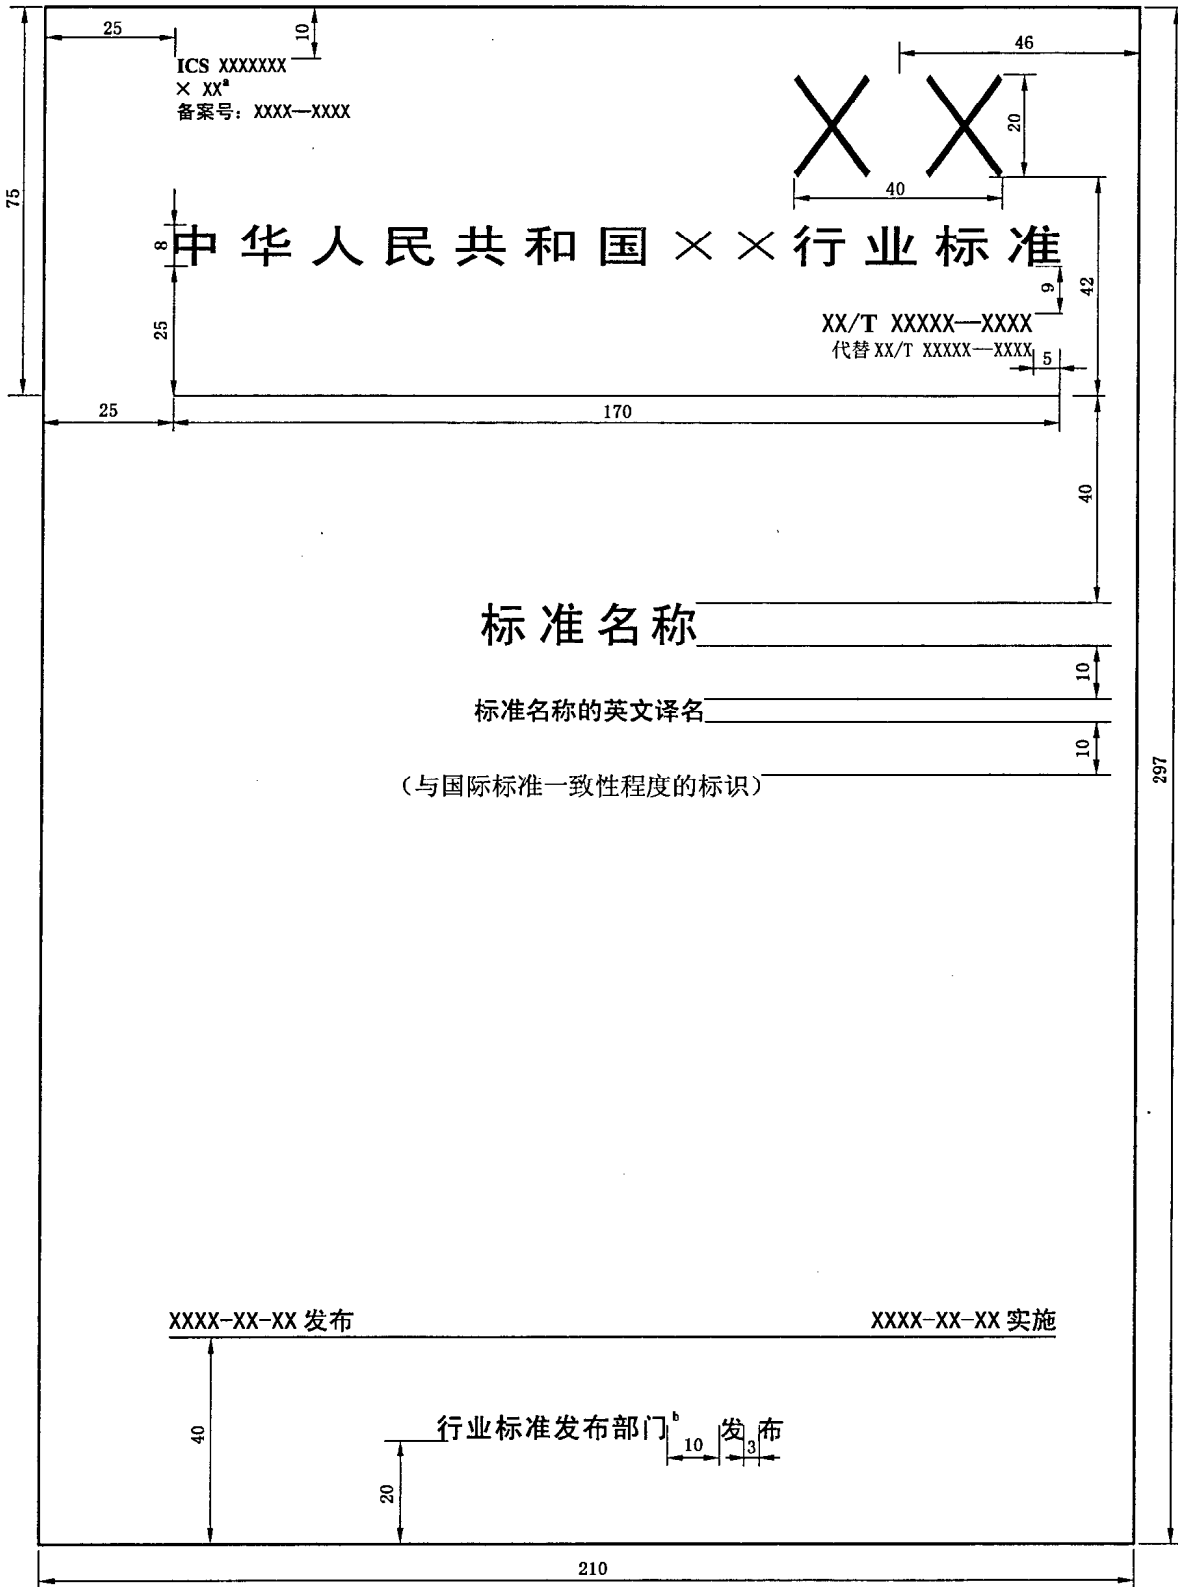 25
10
46
ICS XXXXXXX
× XXᵃ
备案号：XXXX—XXXX
X X
20
40
75
8
中华人民共和国××行业标准
9
42
25
XX/T XXXXX—XXXX
代替 XX/T XXXXX—XXXX
5
25
170
40
标准名称
10
标准名称的英文译名
10
（与国际标准一致性程度的标识）
297
XXXX-XX-XX 发布
XXXX-XX-XX 实施
40
行业标准发布部门ᵇ 发布
10
3
20
210